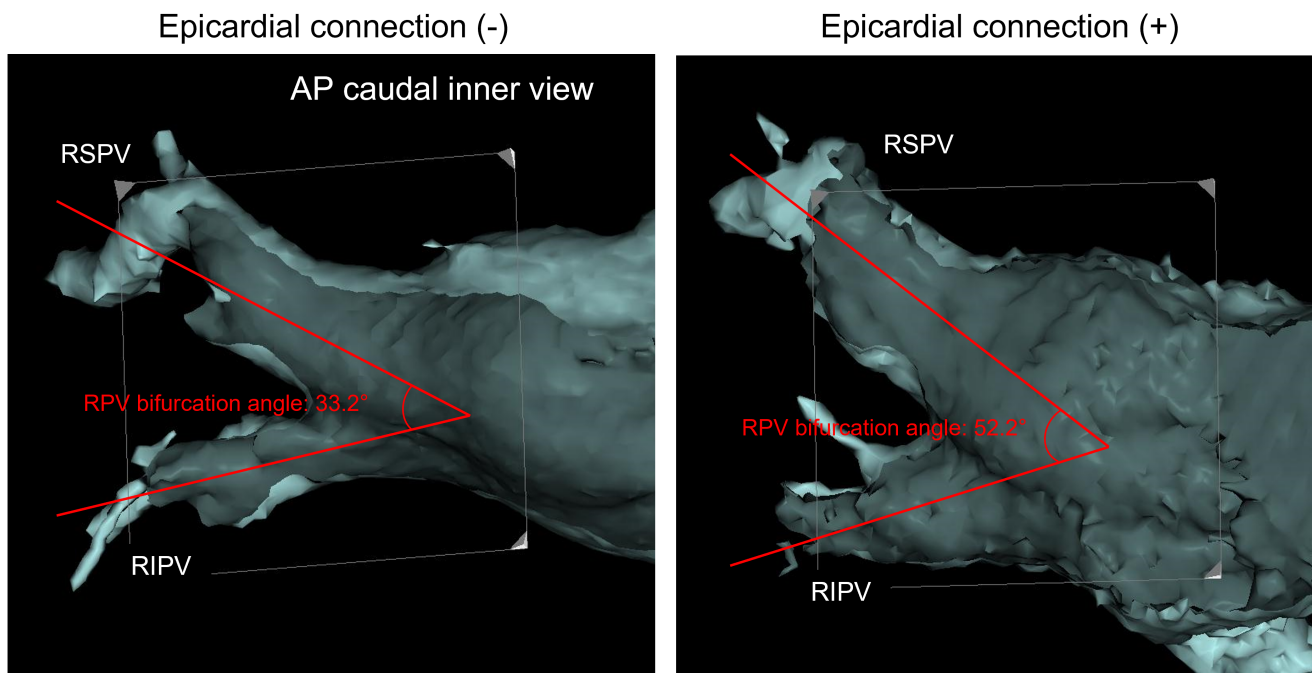 Epicardial connection (-)
AP caudal inner view
RSPV
RPV bifurcation angle: 33.2°
RIPV
Epicardial connection (+)
RSPV
RPV bifurcation angle: 52.2°
RIPV